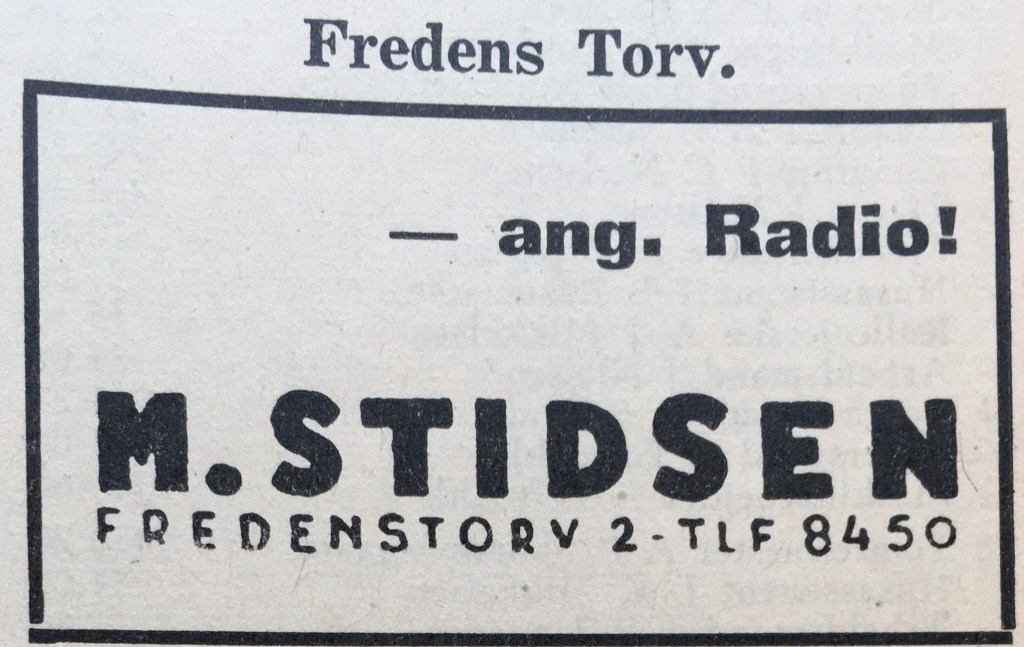 Fredens Torv.
— ang. Radio!
M. STIDSEN
FREDENSTORV 2 - TLF 8450